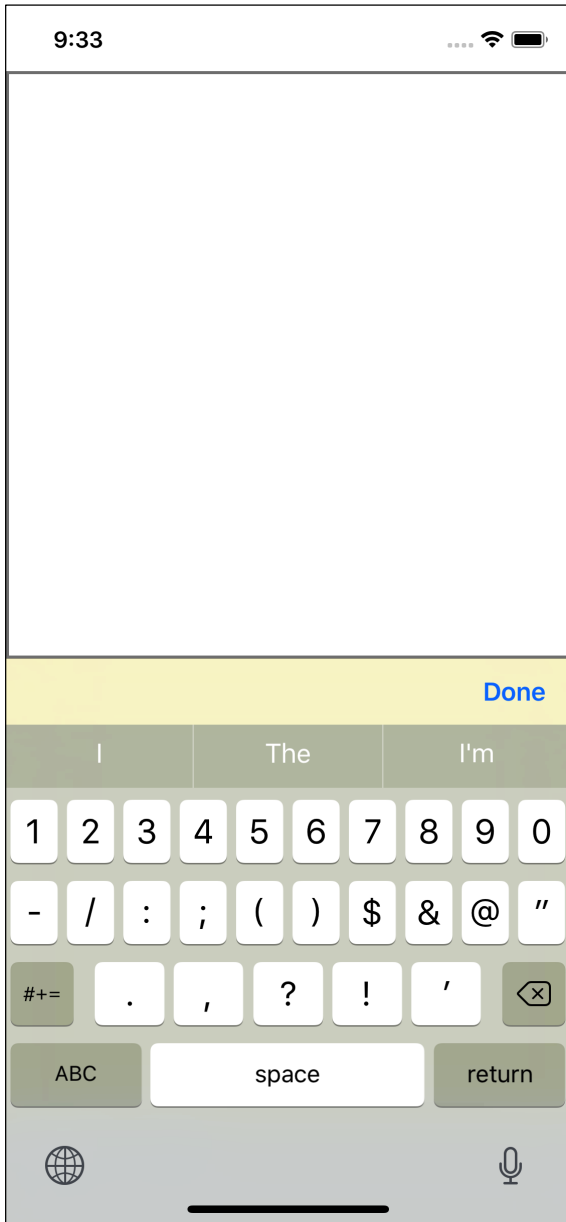 9:33
Done
I The I'm
1 2 3 4 5 6 7 8 9 0
- / : ; ( ) $ & @ "
#+= . , ? ! '
ABC space return